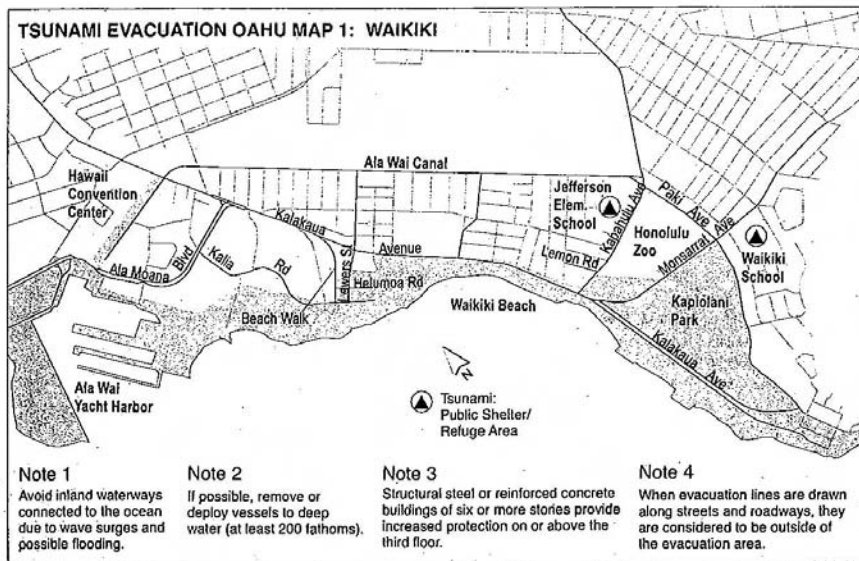 TSUNAMI EVACUATION OAHU MAP 1: WAIKIKI
Ala Wai Canal
Hawaii
Convention
Center
Jefferson
Elem.
School
Kapahulu Ave
Paki Ave
Honolulu
Zoo
Monsarrat Ave
Waikiki
School
Kalakaua
Avenue
Lewers St
Lemon Rd
Ala Moana
Blvd
Kalia
Rd
Helumoa Rd
Beach Walk
Waikiki Beach
Kapiolani
Park
Kalakaua Ave
Ala Wai
Yacht Harbor
N
Tsunami:
Public Shelter/
Refuge Area
Note 1
Avoid inland waterways
connected to the ocean
due to wave surges and
possible flooding.
Note 2
If possible, remove or
deploy vessels to deep
water (at least 200 fathoms).
Note 3
Structural steel or reinforced concrete
buildings of six or more stories provide
increased protection on or above the
third floor.
Note 4
When evacuation lines are drawn
along streets and roadways, they
are considered to be outside of
the evacuation area.